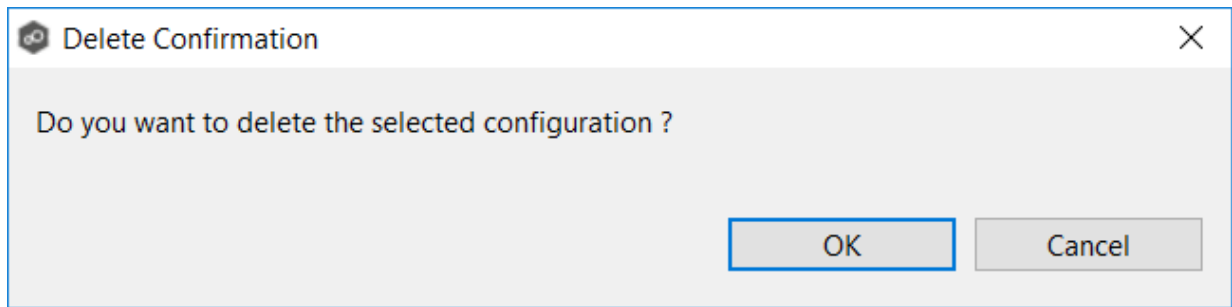 Delete Confirmation
Do you want to delete the selected configuration ?
OK
Cancel